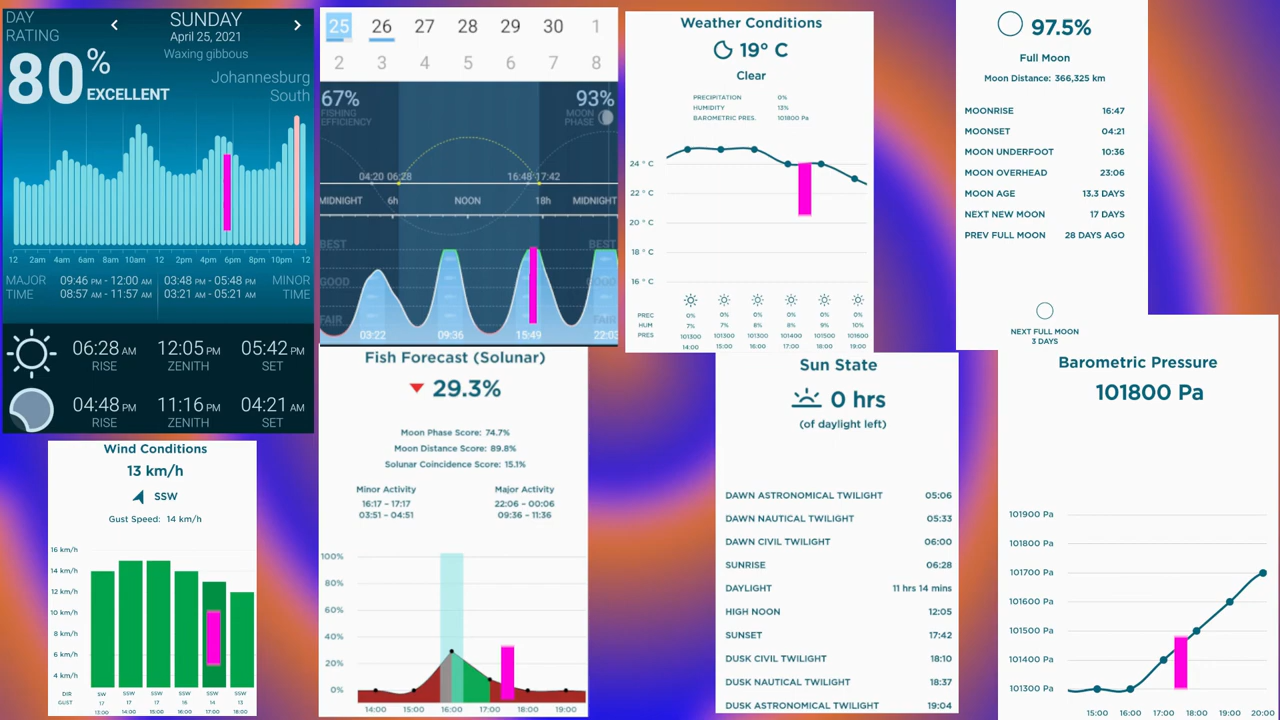 DAY
RATING
80%
EXCELLENT
SUNDAY
April 25, 2021
Waxing gibbous
Johannesburg
South
12 2am 4am 6am 8am 10am 12 2pm 4pm 6pm 8pm 10pm 12
MAJOR
TIME
09:46 PM - 12:00 AM
08:57 AM - 11:57 AM
03:48 PM - 05:48 PM
03:21 AM - 05:21 AM
MINOR
TIME
06:28 AM 12:05 PM 05:42 PM
RISE ZENITH SET
04:48 PM 11:16 PM 04:21 AM
RISE ZENITH SET
25 26 27 28 29 30 1
2 3 4 5 6 7 8
67%
FISHING
EFFICIENCY
93%
MOON
PHASE
04:20 06:28 16:48 17:42
MIDNIGHT 6h NOON 18h MIDNIGHT
BEST BEST
GOOD GOOD
FAIR FAIR
03:22 09:36 15:49 22:03
Weather Conditions
19° C
Clear
PRECIPITATION 0%
HUMIDITY 13%
BAROMETRIC PRES. 101800 Pa
24 ° C
22 ° C
20 ° C
18 ° C
16 ° C
PREC 0% 0% 0% 0% 0% 0%
HUM 7% 7% 8% 8% 9% 10%
PRES 101300 101300 101300 101400 101500 101600
14:00 15:00 16:00 17:00 18:00 19:00
97.5%
Full Moon
Moon Distance: 366,325 km
MOONRISE 16:47
MOONSET 04:21
MOON UNDERFOOT 10:36
MOON OVERHEAD 23:06
MOON AGE 13.3 DAYS
NEXT NEW MOON 17 DAYS
PREV FULL MOON 28 DAYS AGO
NEXT FULL MOON
3 DAYS
Wind Conditions
13 km/h
SSW
Gust Speed: 14 km/h
16 km/h
14 km/h
12 km/h
10 km/h
8 km/h
6 km/h
4 km/h
DIR SW SSW SSW SSW SSW SSW
GUST 17 17 17 16 14 13
13:00 14:00 15:00 16:00 17:00 18:00
Fish Forecast (Solunar)
29.3%
Moon Phase Score: 74.7%
Moon Distance Score: 89.8%
Solunar Coincidence Score: 15.1%
Minor Activity
16:17 – 17:17
03:51 – 04:51
Major Activity
22:06 – 00:06
09:36 – 11:36
100%
80%
60%
40%
20%
0%
14:00 15:00 16:00 17:00 18:00 19:00
Sun State
0 hrs
(of daylight left)
DAWN ASTRONOMICAL TWILIGHT 05:06
DAWN NAUTICAL TWILIGHT 05:33
DAWN CIVIL TWILIGHT 06:00
SUNRISE 06:28
DAYLIGHT 11 hrs 14 mins
HIGH NOON 12:05
SUNSET 17:42
DUSK CIVIL TWILIGHT 18:10
DUSK NAUTICAL TWILIGHT 18:37
DUSK ASTRONOMICAL TWILIGHT 19:04
Barometric Pressure
101800 Pa
101900 Pa
101800 Pa
101700 Pa
101600 Pa
101500 Pa
101400 Pa
101300 Pa
15:00 16:00 17:00 18:00 19:00 20:00